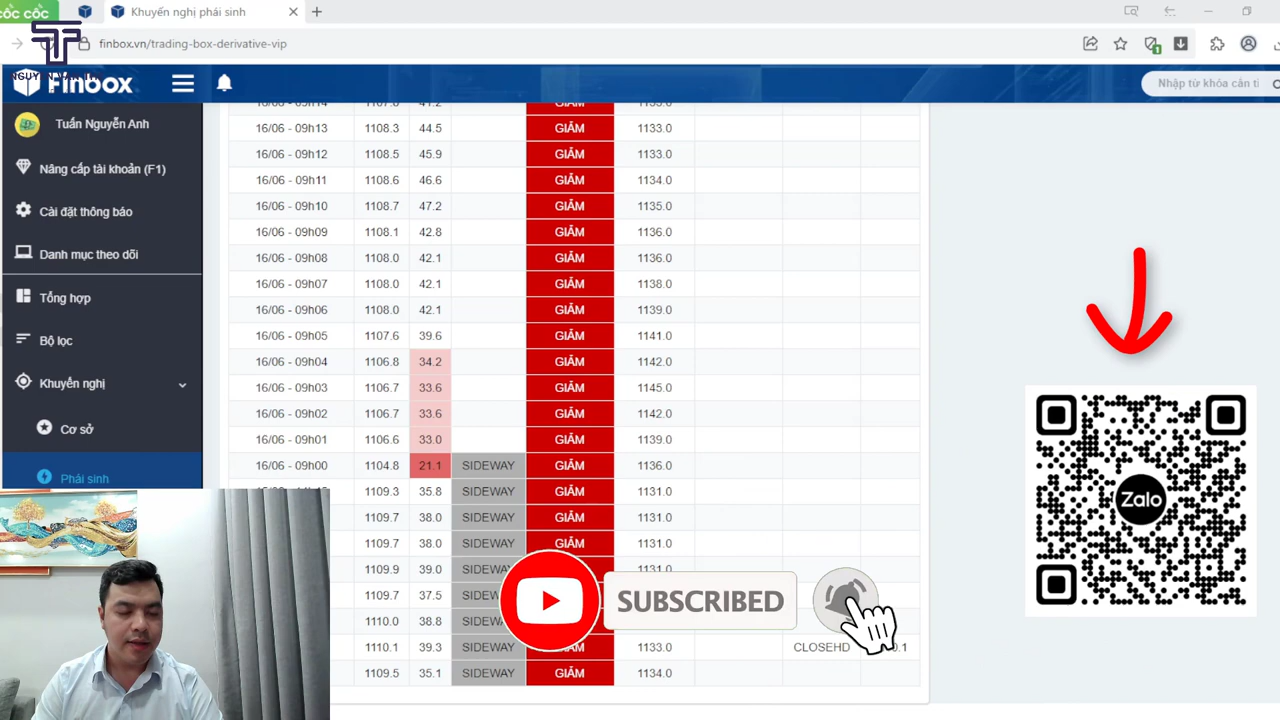 cốc cốc
Khuyến nghị phái sinh
finbox.vn/trading-box-derivative-vip
Finbox
Nhập từ khóa cần tì
Tuấn Nguyễn Anh
Nâng cấp tài khoản (F1)
Cài đặt thông báo
Danh mục theo dõi
Tổng hợp
Bộ lọc
Khuyến nghị
Cơ sở
Phái sinh
16/06 - 09h13 1108.3 44.5 GIẢM 1133.0
16/06 - 09h12 1108.5 45.9 GIẢM 1133.0
16/06 - 09h11 1108.6 46.6 GIẢM 1134.0
16/06 - 09h10 1108.7 47.2 GIẢM 1135.0
16/06 - 09h09 1108.1 42.8 GIẢM 1136.0
16/06 - 09h08 1108.0 42.1 GIẢM 1136.0
16/06 - 09h07 1108.0 42.1 GIẢM 1138.0
16/06 - 09h06 1108.0 42.1 GIẢM 1139.0
16/06 - 09h05 1107.6 39.6 GIẢM 1141.0
16/06 - 09h04 1106.8 34.2 GIẢM 1142.0
16/06 - 09h03 1106.7 33.6 GIẢM 1145.0
16/06 - 09h02 1106.7 33.6 GIẢM 1142.0
16/06 - 09h01 1106.6 33.0 GIẢM 1139.0
16/06 - 09h00 1104.8 21.1 SIDEWAY GIẢM 1136.0
1109.3 35.8 SIDEWAY GIẢM 1131.0
1109.7 38.0 SIDEWAY GIẢM 1131.0
1109.7 38.0 SIDEWAY GIẢM 1131.0
1109.9 39.0 SIDEWAY
1109.7 37.5
1110.0 38.8
1110.1 39.3 SIDEWAY GIẢM 1133.0 CLOSEHD
1109.5 35.1 SIDEWAY GIẢM 1134.0
SUBSCRIBED
Zalo